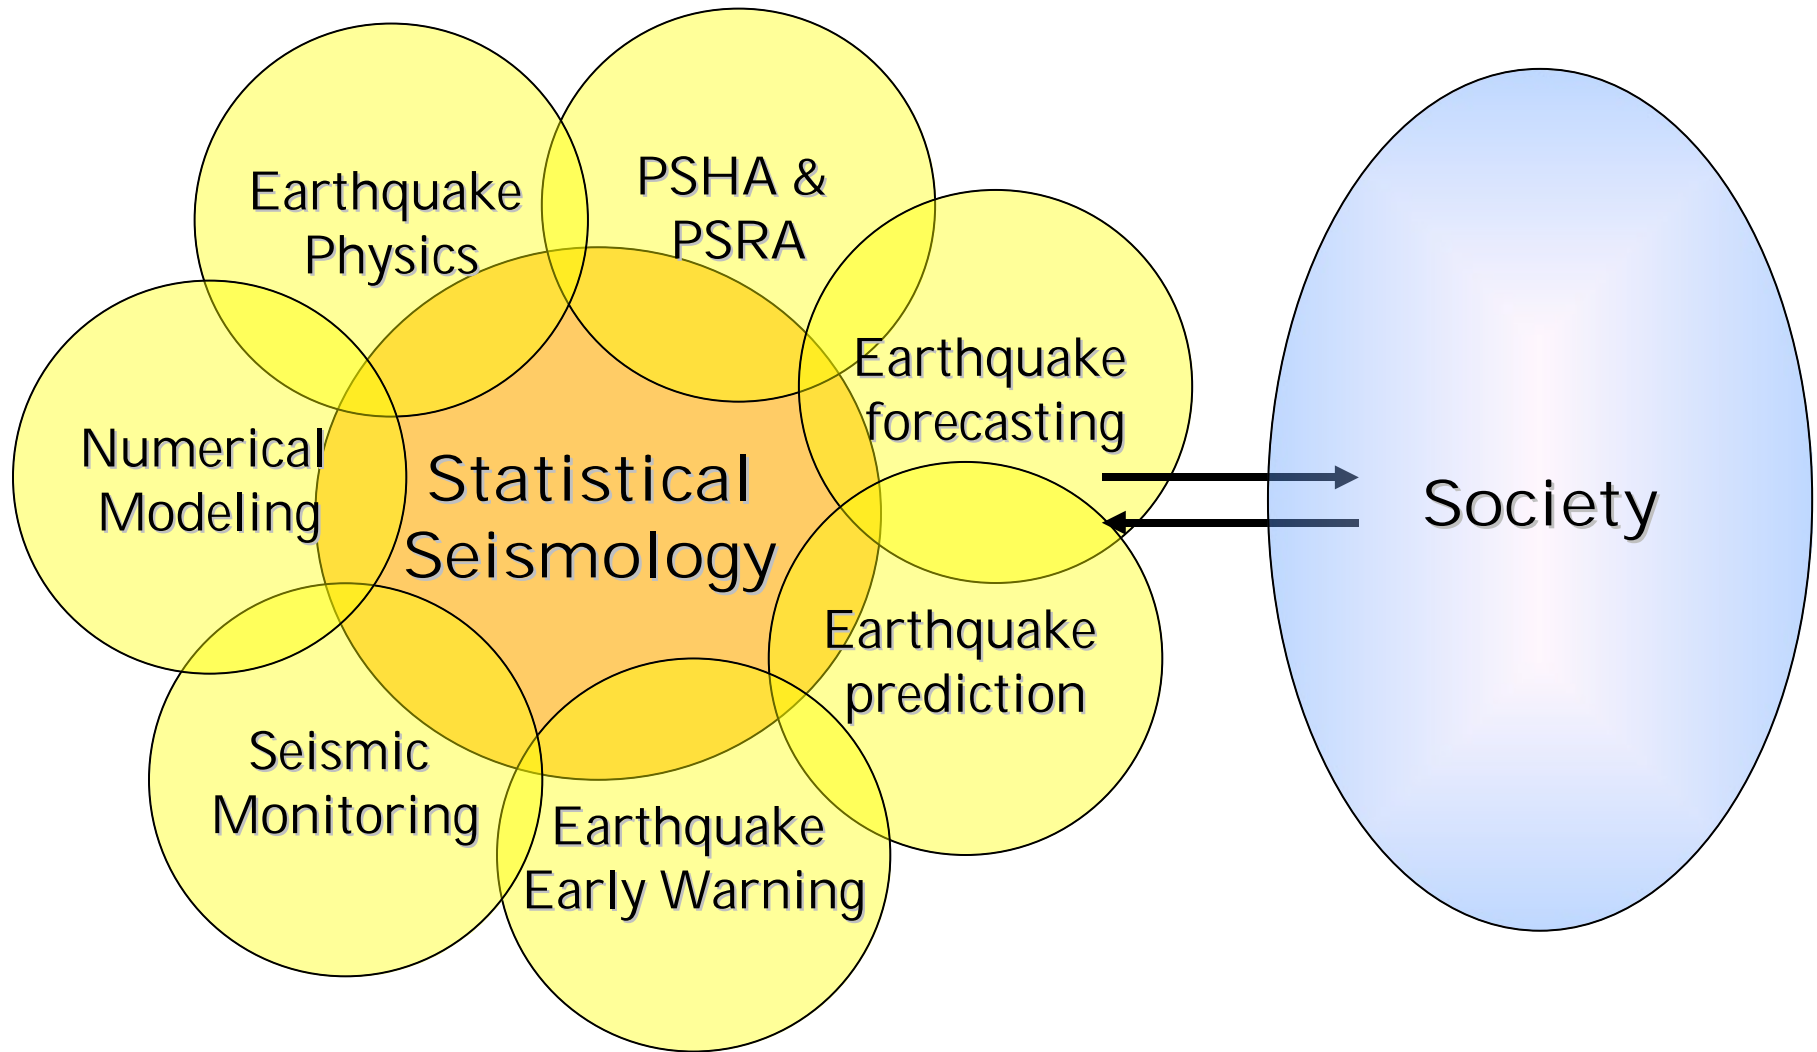 Earthquake
Physics
PSHA &
PSRA
Earthquake
forecasting
Numerical
Modeling
Statistical
Seismology
Society
Earthquake
prediction
Seismic
Monitoring
Earthquake
Early Warning